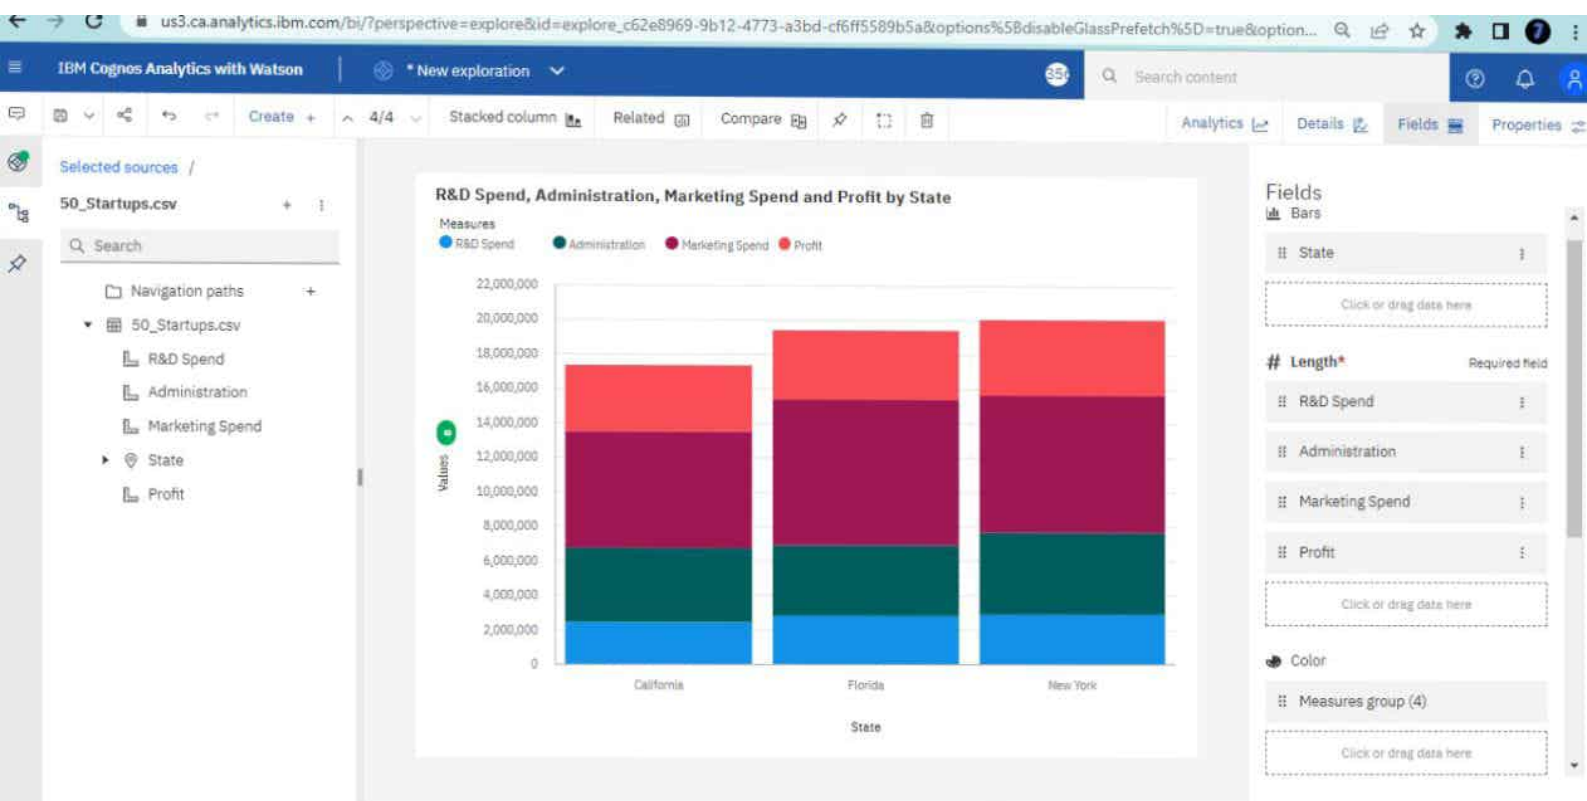 us3.ca.analytics.ibm.com/bi/?perspective=explore&id=explore_c62e8969-9b12-4773-a3bd-cf6ff5589b5a&options%5BdisableGlassPrefetch%5D=true&option...
IBM Cognos Analytics with Watson
* New exploration
Search content
Create +
4/4
Stacked column
Related
Compare
Analytics
Details
Fields
Properties
Selected sources /
50_Startups.csv
Search
Navigation paths
50_Startups.csv
R&D Spend
Administration
Marketing Spend
State
Profit
R&D Spend, Administration, Marketing Spend and Profit by State
Measures
R&D Spend
Administration
Marketing Spend
Profit
22,000,000
20,000,000
18,000,000
16,000,000
14,000,000
12,000,000
10,000,000
8,000,000
6,000,000
4,000,000
2,000,000
0
Values
California
Florida
New York
State
Fields
Bars
State
Click or drag data here
# Length*
Required field
R&D Spend
Administration
Marketing Spend
Profit
Click or drag data here
Color
Measures group (4)
Click or drag data here